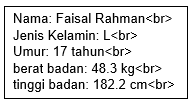 Nama: Faisal Rahman<br>
Jenis Kelamin: L<br>
Umur: 17 tahun<br>
berat badan: 48.3 kg<br>
tinggi badan: 182.2 cm<br>